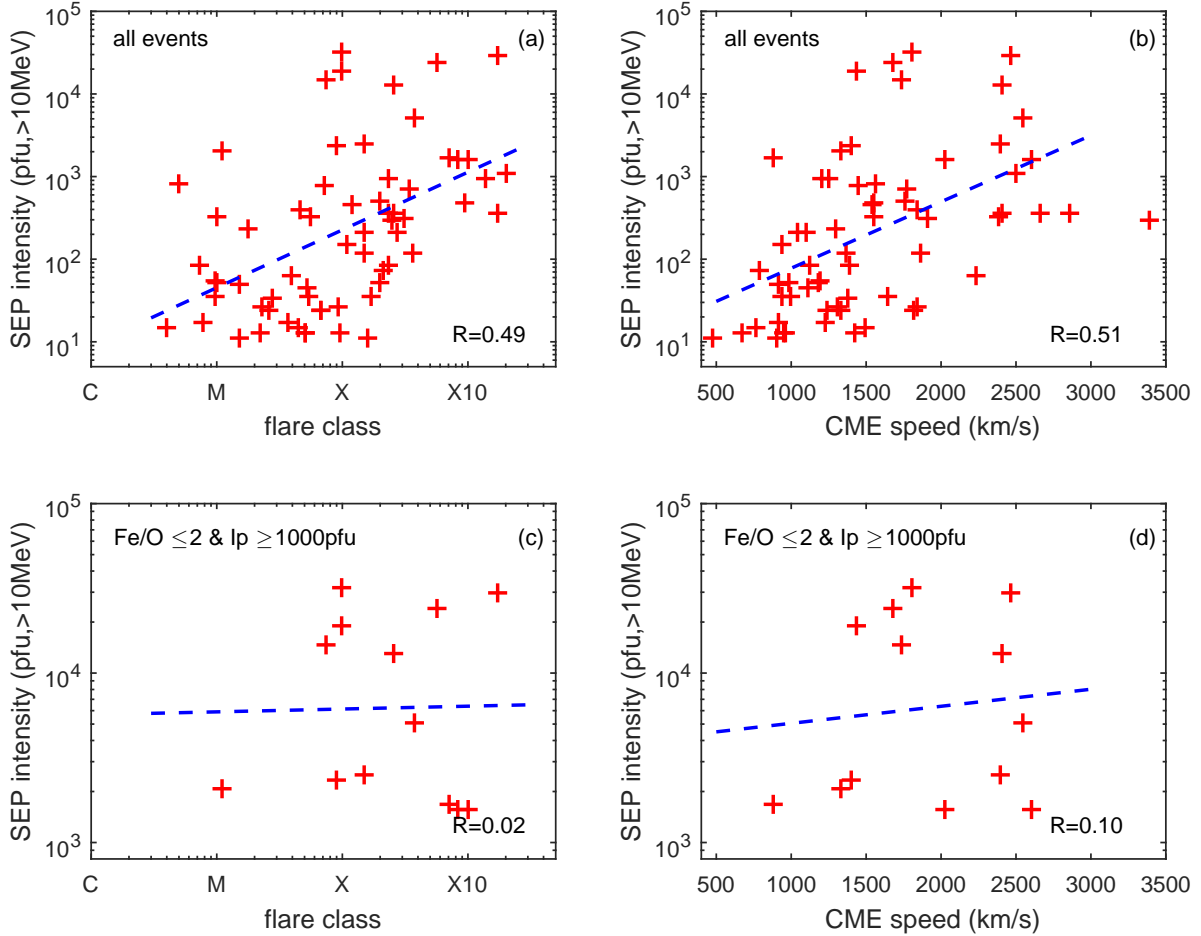 all events
(a)
SEP intensity (pfu,>10MeV)
10^5
10^4
10^3
10^2
10^1
R=0.49
C M X X10
flare class
all events
(b)
SEP intensity (pfu,>10MeV)
10^5
10^4
10^3
10^2
10^1
R=0.51
500 1000 1500 2000 2500 3000 3500
CME speed (km/s)
Fe/O ≤2 & Ip ≥1000pfu
(c)
SEP intensity (pfu,>10MeV)
10^5
10^4
10^3
R=0.02
C M X X10
flare class
Fe/O ≤2 & Ip ≥1000pfu
(d)
SEP intensity (pfu,>10MeV)
10^5
10^4
10^3
R=0.10
500 1000 1500 2000 2500 3000 3500
CME speed (km/s)